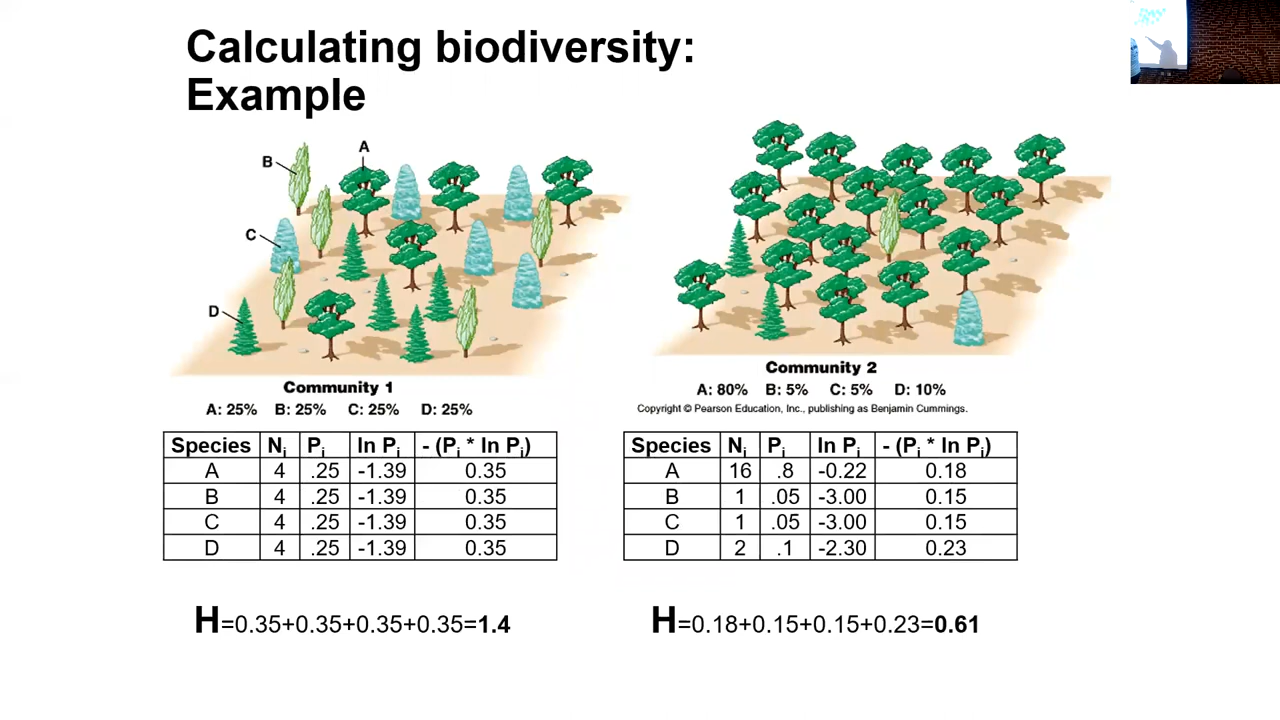 Calculating biodiversity:
Example
A
B
C
D
Community 1
A: 25% B: 25% C: 25% D: 25%
Community 2
A: 80% B: 5% C: 5% D: 10%
Copyright © Pearson Education, Inc., publishing as Benjamin Cummings.
Species Ni Pi ln Pi - (Pi * ln Pi)
A 4 .25 -1.39 0.35
B 4 .25 -1.39 0.35
C 4 .25 -1.39 0.35
D 4 .25 -1.39 0.35
Species Ni Pi ln Pi - (Pi * ln Pi)
A 16 .8 -0.22 0.18
B 1 .05 -3.00 0.15
C 1 .05 -3.00 0.15
D 2 .1 -2.30 0.23
H=0.35+0.35+0.35+0.35=1.4
H=0.18+0.15+0.15+0.23=0.61